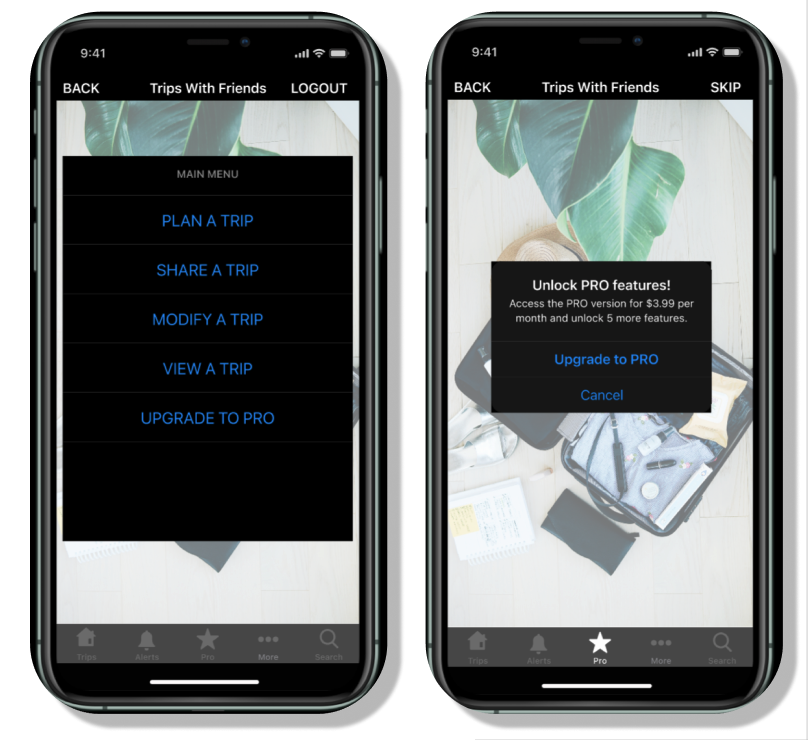 9:41
BACK Trips With Friends LOGOUT
MAIN MENU
PLAN A TRIP
SHARE A TRIP
MODIFY A TRIP
VIEW A TRIP
UPGRADE TO PRO
Trips Alerts Pro More Search
9:41
BACK Trips With Friends SKIP
Unlock PRO features!
Access the PRO version for $3.99 per
month and unlock 5 more features.
Upgrade to PRO
Cancel
Trips Alerts Pro More Search